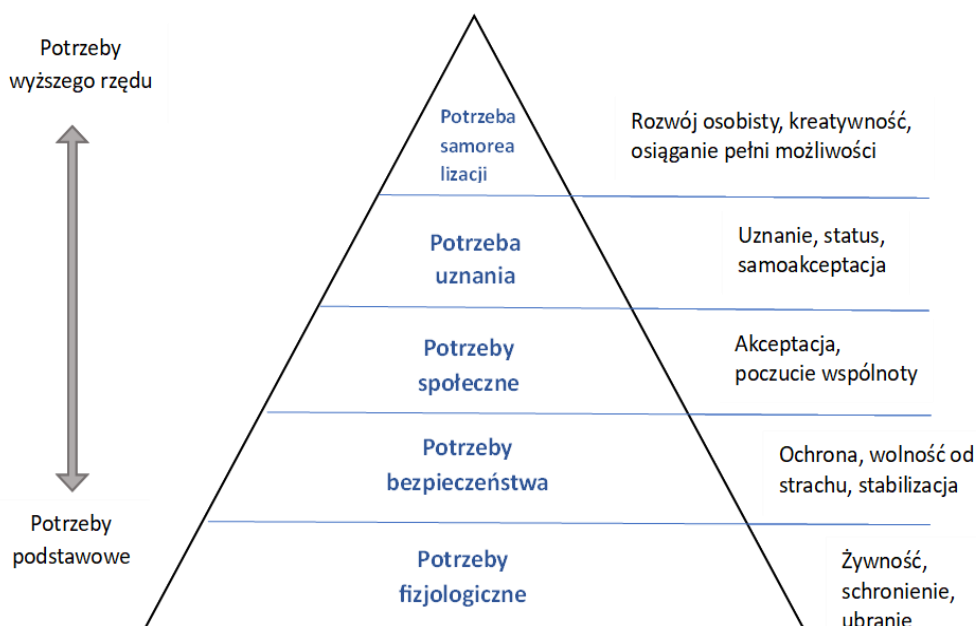 Potrzeby
wyższego rzędu
Potrzeba
samorea
lizacji
Rozwój osobisty, kreatywność,
osiąganie pełni możliwości
Potrzeba
uznania
Uznanie, status,
samoakceptacja
Potrzeby
społeczne
Akceptacja,
poczucie wspólnoty
Potrzeby
bezpieczeństwa
Ochrona, wolność od
strachu, stabilizacja
Potrzeby
podstawowe
Potrzeby
fizjologiczne
Żywność,
schronienie,
ubranie